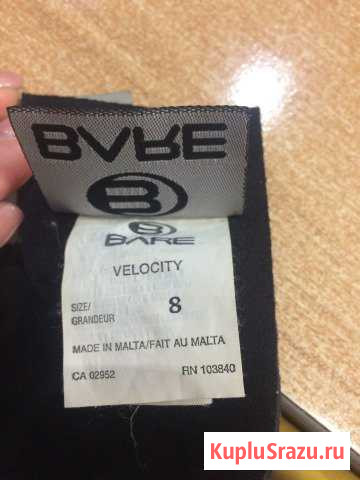 BARE
B
BARE
VELOCITY
SIZE/
GRANDEUR 8
MADE IN MALTA/FAIT AU MALTA
CA 02952 RN 103840
KupluSrazu.ru